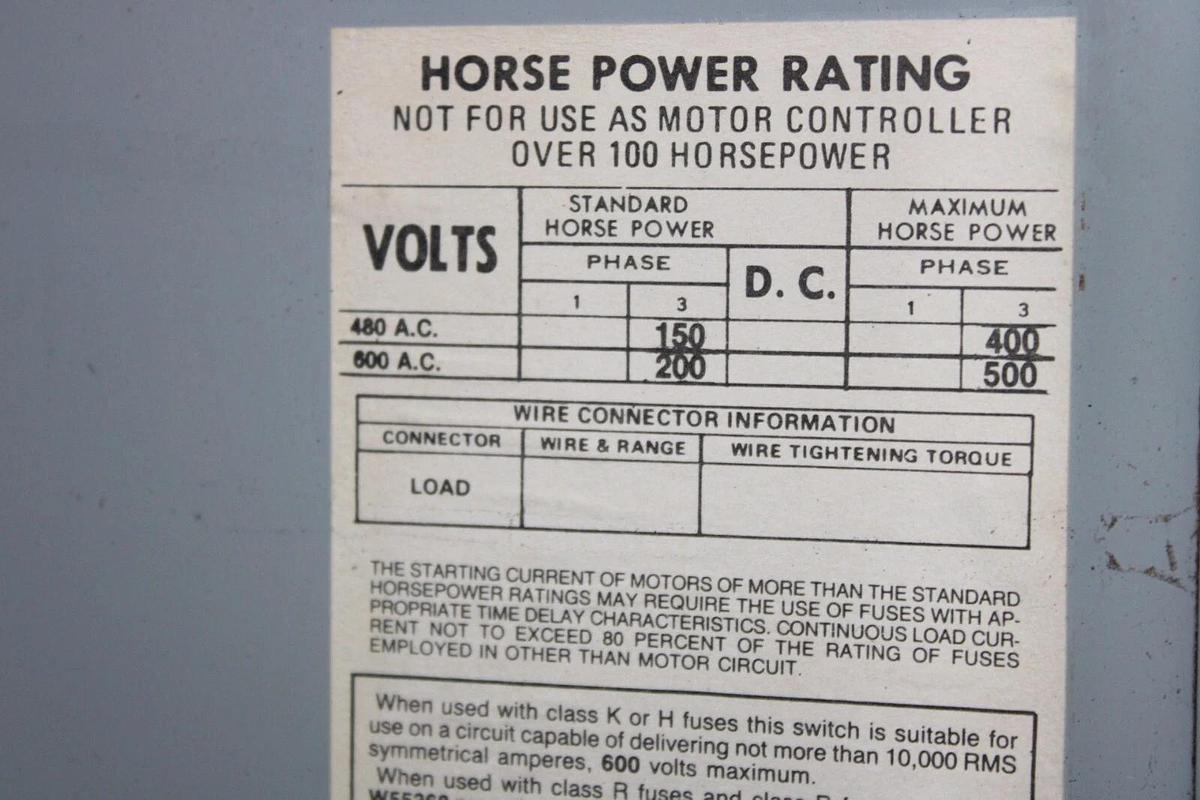 HORSE POWER RATING
NOT FOR USE AS MOTOR CONTROLLER
OVER 100 HORSEPOWER
VOLTS
STANDARD
HORSE POWER
PHASE
1 3
D. C.
MAXIMUM
HORSE POWER
PHASE
1 3
480 A.C. 150 400
600 A.C. 200 500
WIRE CONNECTOR INFORMATION
CONNECTOR WIRE & RANGE WIRE TIGHTENING TORQUE
LOAD
THE STARTING CURRENT OF MOTORS OF MORE THAN THE STANDARD
HORSEPOWER RATINGS MAY REQUIRE THE USE OF FUSES WITH AP-
PROPRIATE TIME DELAY CHARACTERISTICS. CONTINUOUS LOAD CUR-
RENT NOT TO EXCEED 80 PERCENT OF THE RATING OF FUSES
EMPLOYED IN OTHER THAN MOTOR CIRCUIT.
When used with class K or H fuses this switch is suitable for
use on a circuit capable of delivering not more than 10,000 RMS
symmetrical amperes, 600 volts maximum.
When used with class R fuses and class R